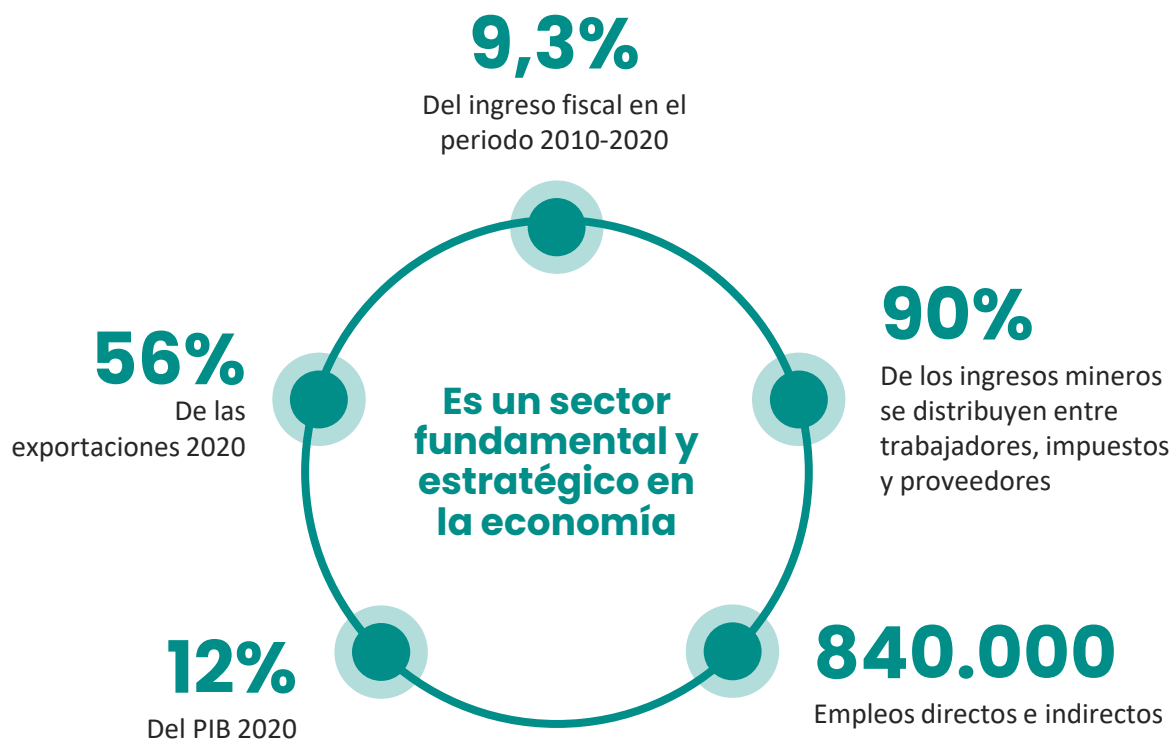 9,3%
Del ingreso fiscal en el
periodo 2010-2020
90%
De los ingresos mineros
se distribuyen entre
trabajadores, impuestos
y proveedores
56%
De las
exportaciones 2020
Es un sector
fundamental y
estratégico en
la economía
12%
Del PIB 2020
840.000
Empleos directos e indirectos